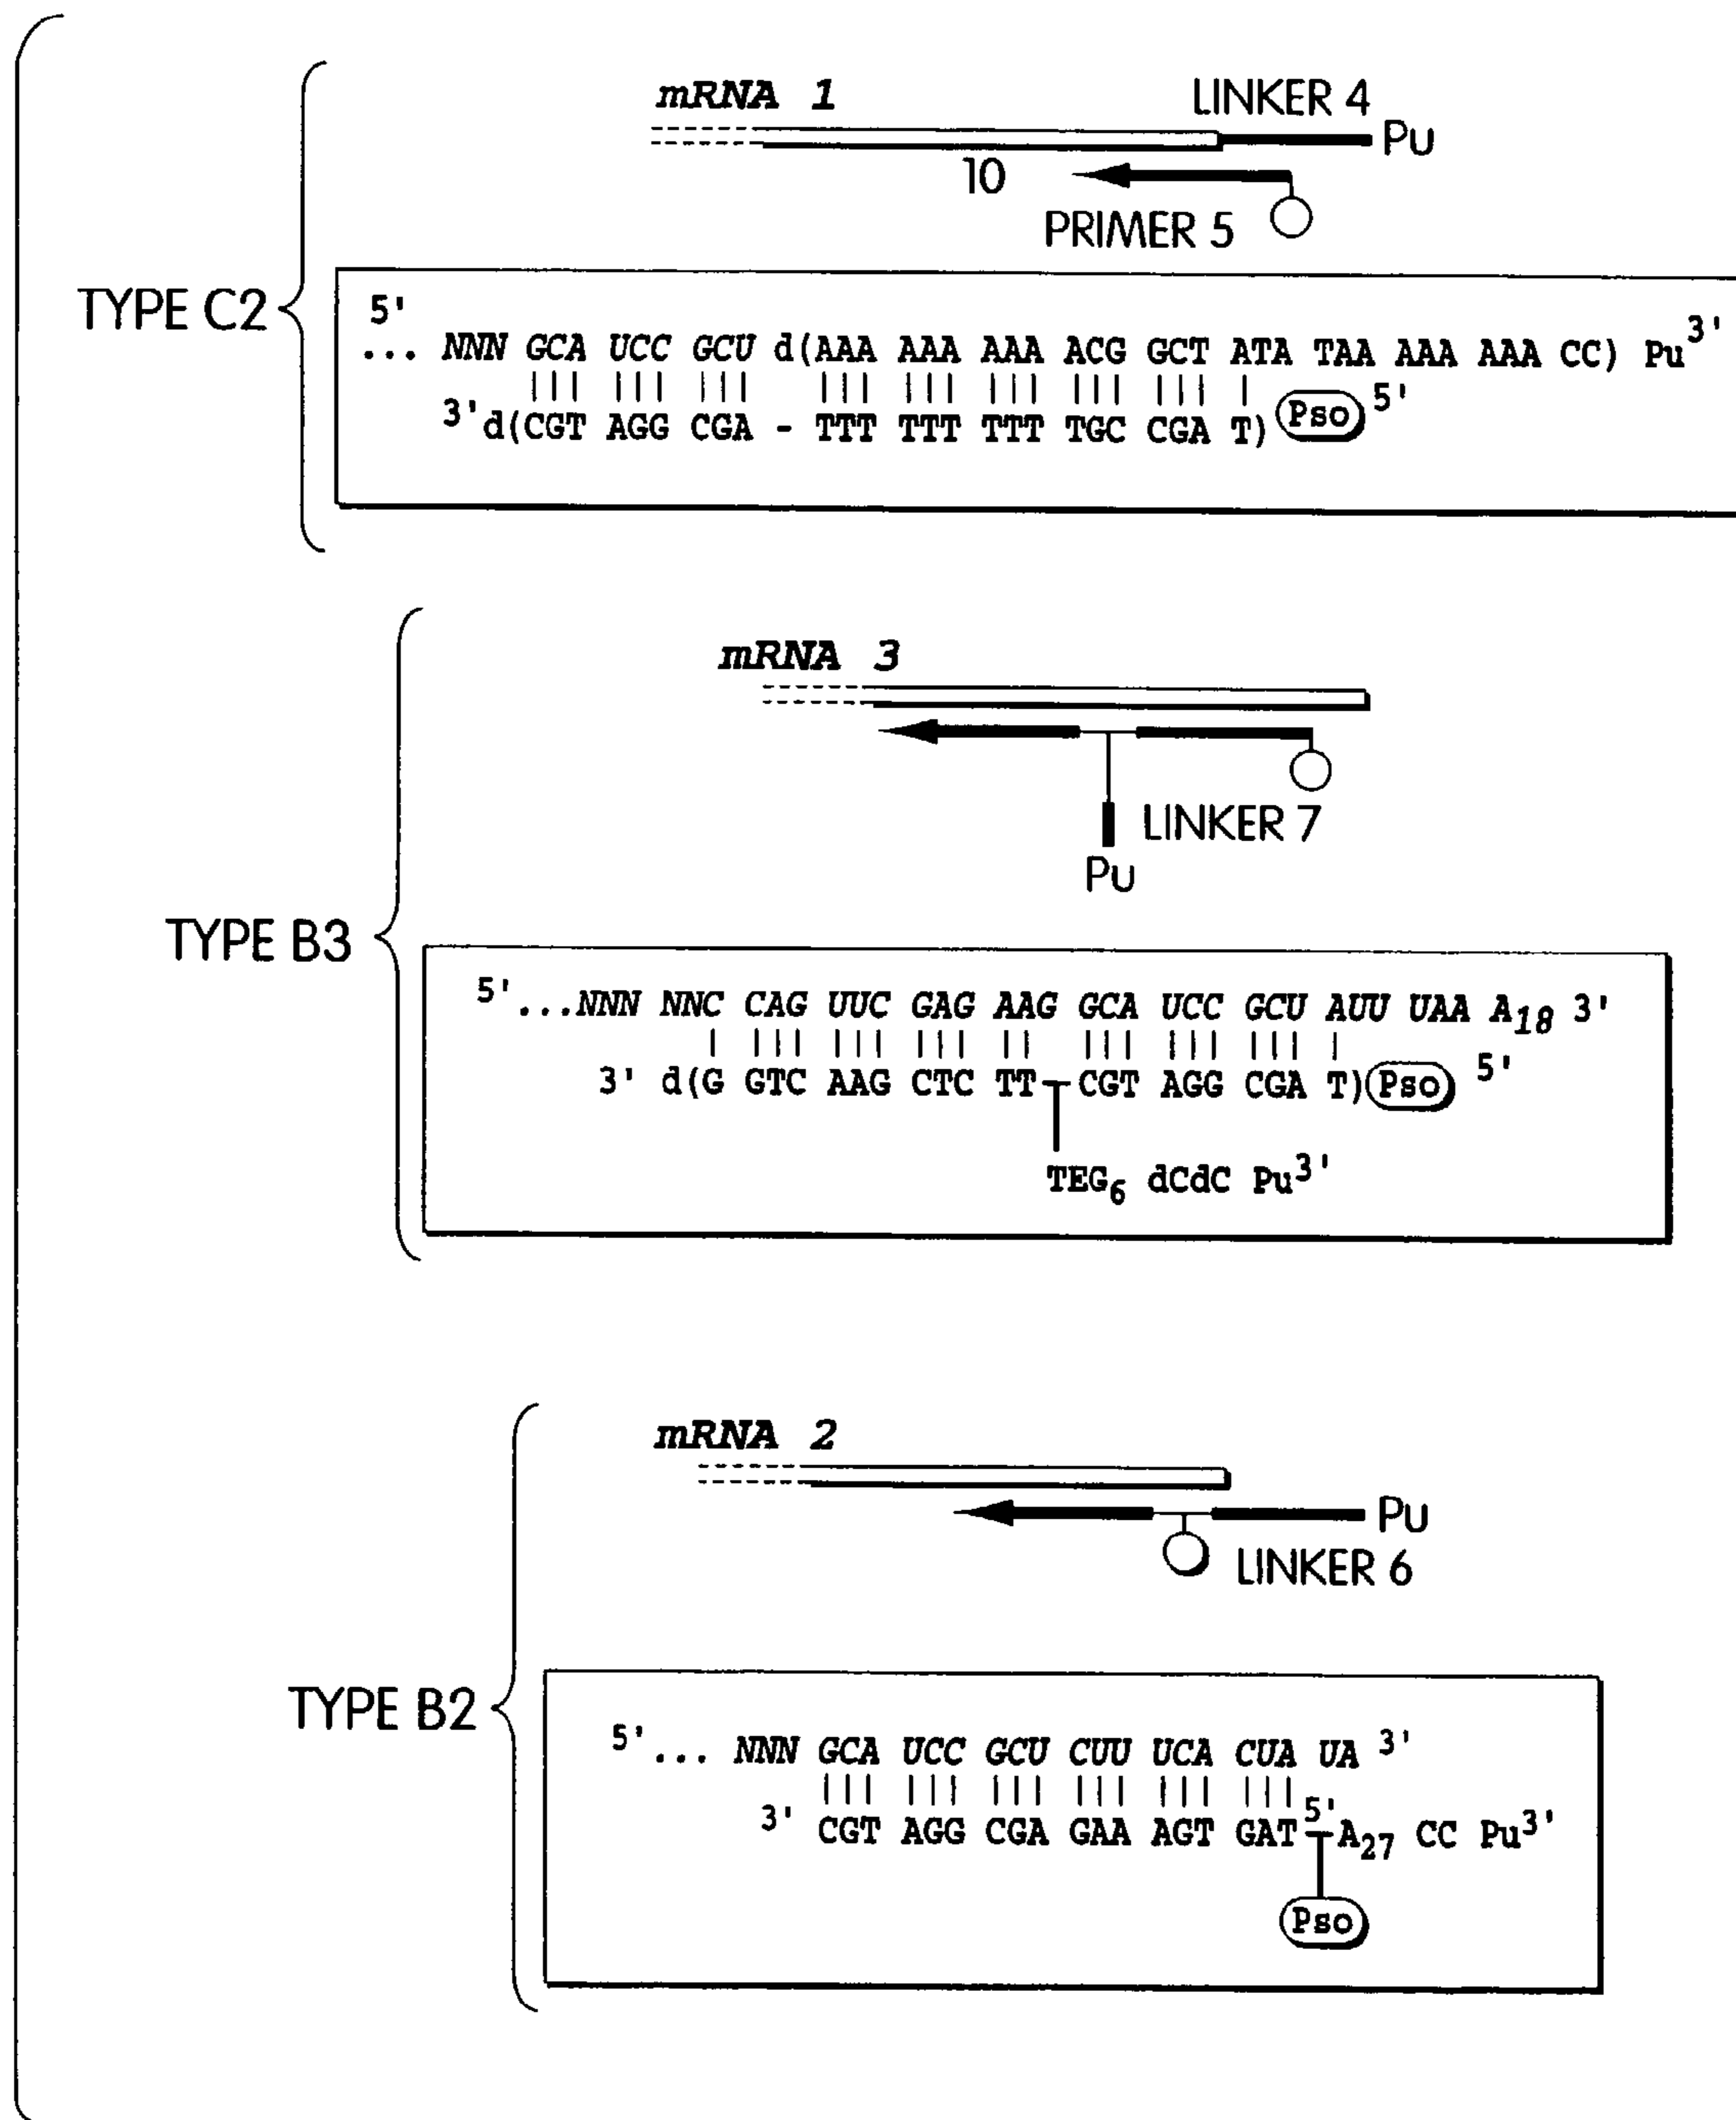 mRNA 1
LINKER 4
Pu
10
PRIMER 5
TYPE C2
5'
... NNN GCA UCC GCU d(AAA AAA AAA ACG GCT ATA TAA AAA AAA CC) Pu3'
3'd(CGT AGG CGA - TTT TTT TTT TGC CGA T) Pso 5'
mRNA 3
LINKER 7
Pu
TYPE B3
5'...NNN NNC CAG UUC GAG AAG GCA UCC GCU AUU UAA A18 3'
3' d(G GTC AAG CTC TT CGT AGG CGA T) Pso 5'
TEG6 dCdC Pu3'
mRNA 2
Pu
LINKER 6
TYPE B2
5'... NNN GCA UCC GCU CUU UCA CUA UA 3'
3' CGT AGG CGA GAA AGT GAT 5' A27 CC Pu3'
Pso